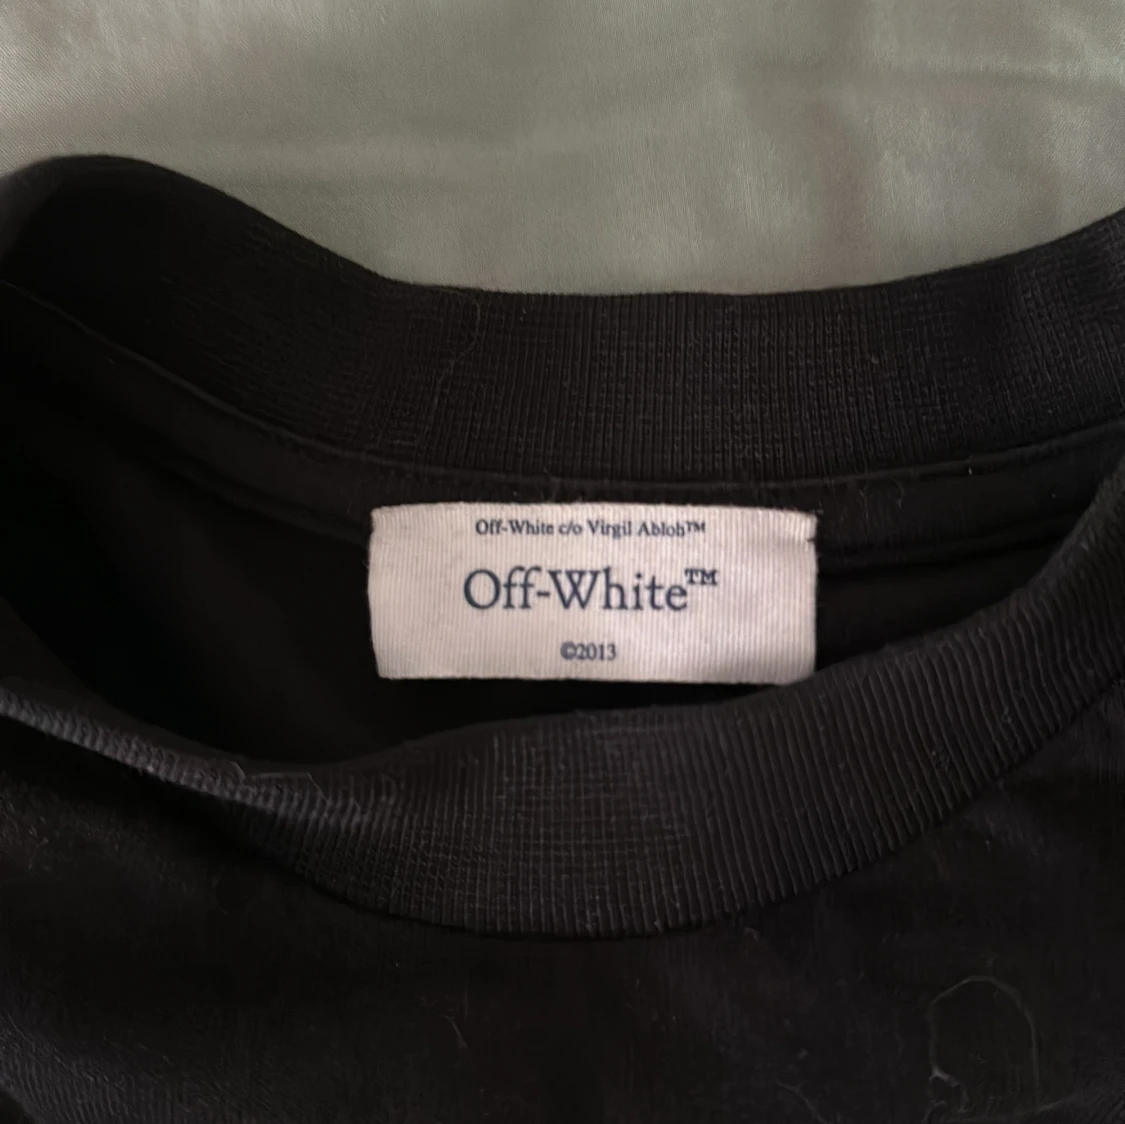 Off-White c/o Virgil Abloh™
Off-White™
©2013